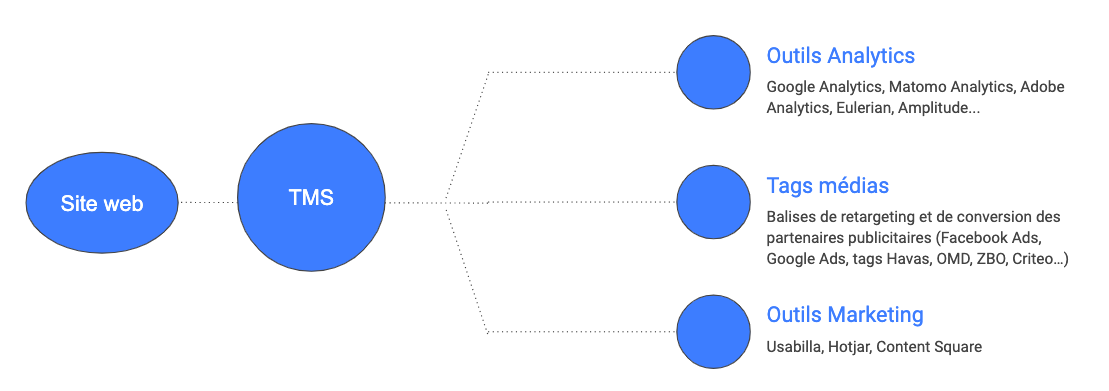 Site web
TMS
Outils Analytics
Google Analytics, Matomo Analytics, Adobe
Analytics, Eulerian, Amplitude...
Tags médias
Balises de retargeting et de conversion des
partenaires publicitaires (Facebook Ads,
Google Ads, tags Havas, OMD, ZBO, Criteo…)
Outils Marketing
Usabilla, Hotjar, Content Square